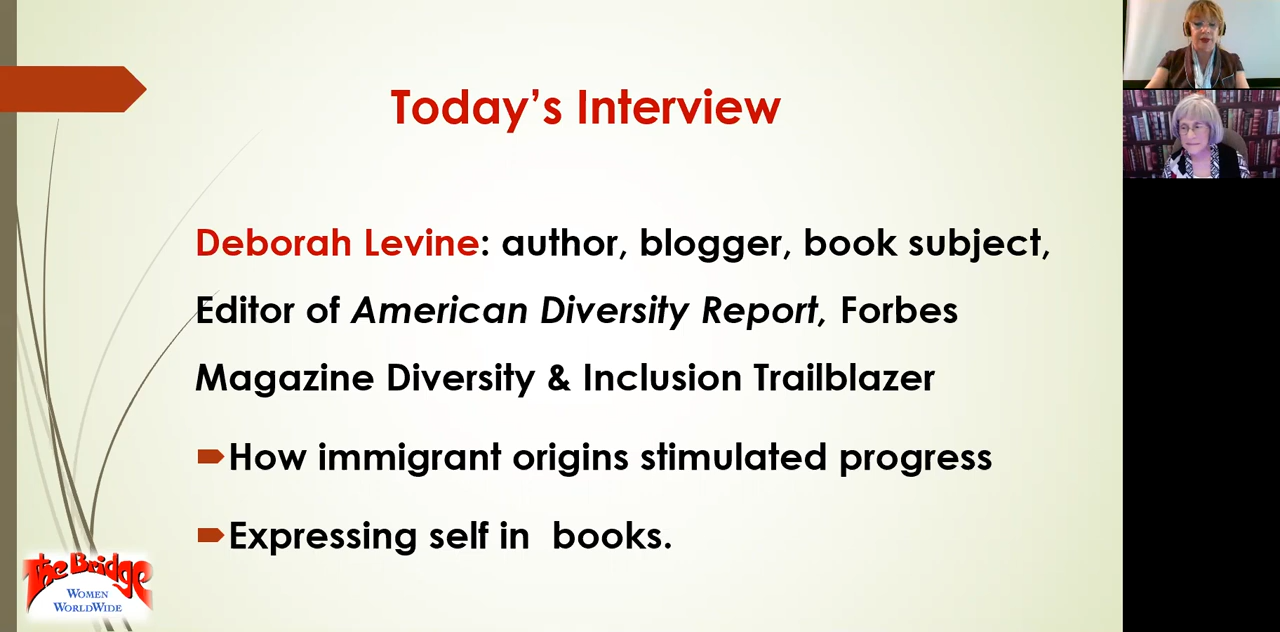 Today's Interview
Deborah Levine: author, blogger, book subject,
Editor of American Diversity Report, Forbes
Magazine Diversity & Inclusion Trailblazer
How immigrant origins stimulated progress
Expressing self in  books.
The Bridge
WOMEN
WORLDWIDE